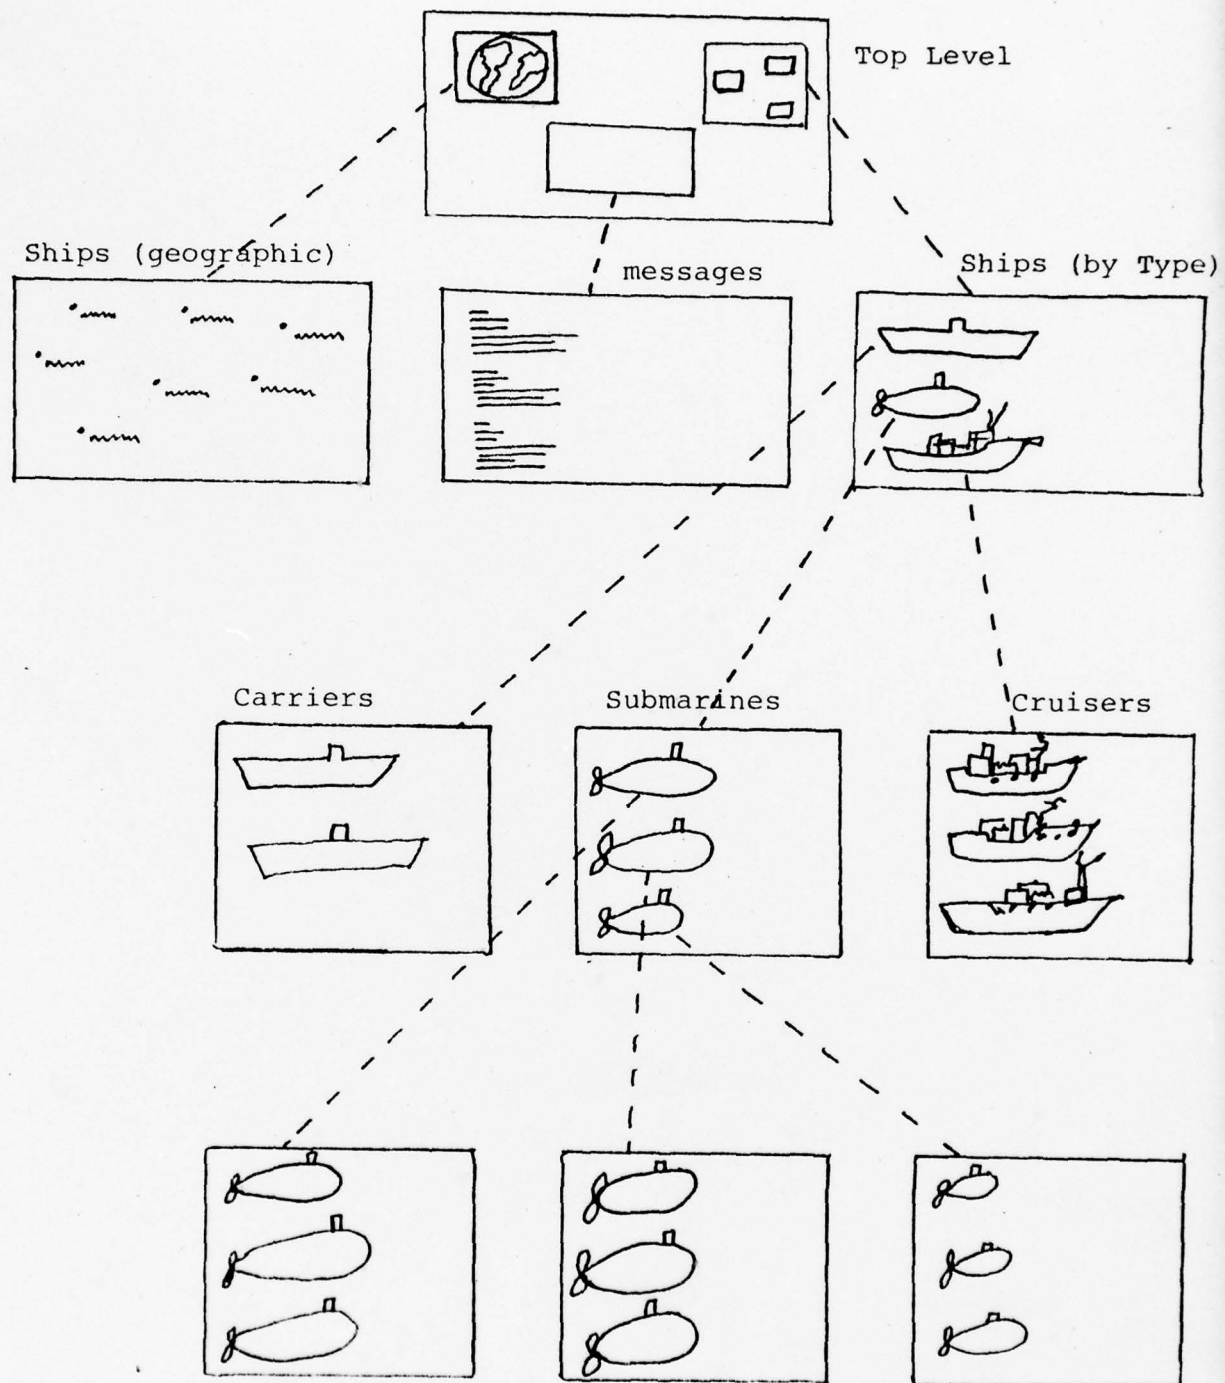 Top Level
Ships (geographic)
messages
Ships (by Type)
Carriers
Submarines
Cruisers